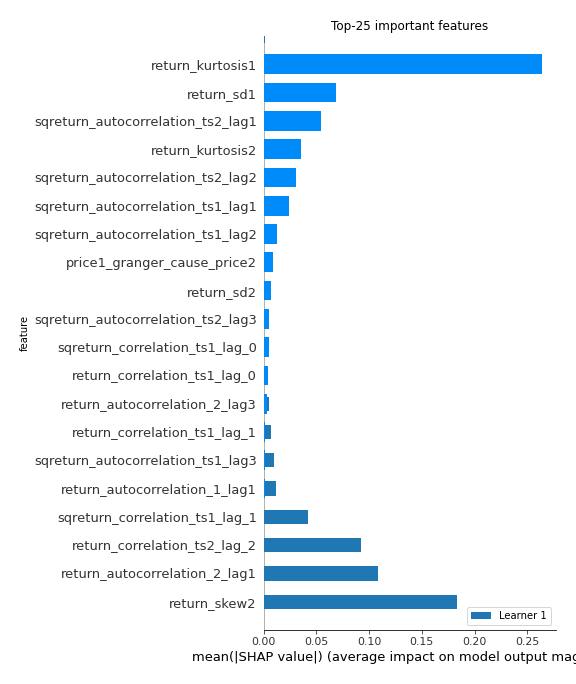 Top-25 important features
return_kurtosis1
return_sd1
sqreturn_autocorrelation_ts2_lag1
return_kurtosis2
sqreturn_autocorrelation_ts2_lag2
sqreturn_autocorrelation_ts1_lag1
sqreturn_autocorrelation_ts1_lag2
price1_granger_cause_price2
return_sd2
sqreturn_autocorrelation_ts2_lag3
sqreturn_correlation_ts1_lag_0
return_correlation_ts1_lag_0
return_autocorrelation_2_lag3
return_correlation_ts1_lag_1
sqreturn_autocorrelation_ts1_lag3
return_autocorrelation_1_lag1
sqreturn_correlation_ts1_lag_1
return_correlation_ts2_lag_2
return_autocorrelation_2_lag1
return_skew2
feature
Learner 1
0.00 0.05 0.10 0.15 0.20 0.25
mean(|SHAP value|) (average impact on model output mag